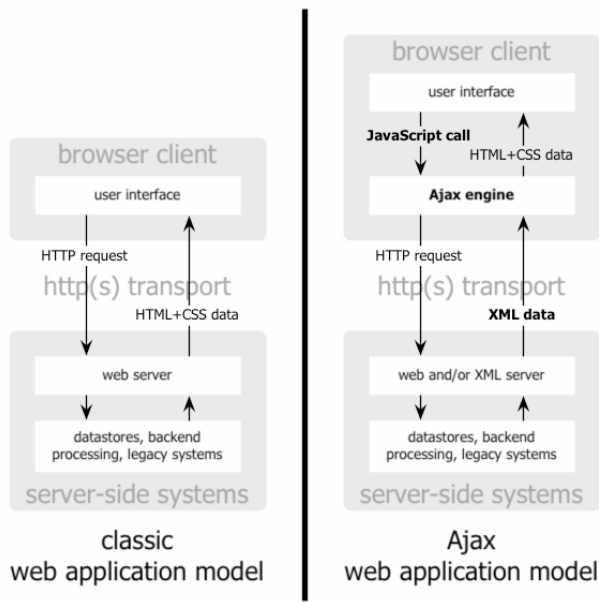 browser client
user interface
HTTP request
http(s) transport
HTML+CSS data
web server
datastores, backend
processing, legacy systems
server-side systems
classic
web application model
browser client
user interface
JavaScript call
HTML+CSS data
Ajax engine
HTTP request
http(s) transport
XML data
web and/or XML server
datastores, backend
processing, legacy systems
server-side systems
Ajax
web application model